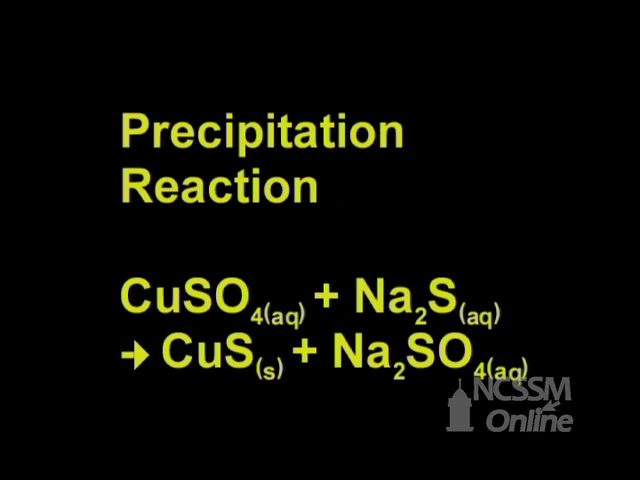 Precipitation
Reaction
CuSO₄(aq) + Na₂S(aq)
→ CuS(s) + Na₂SO₄(aq)
NCSSM
Online